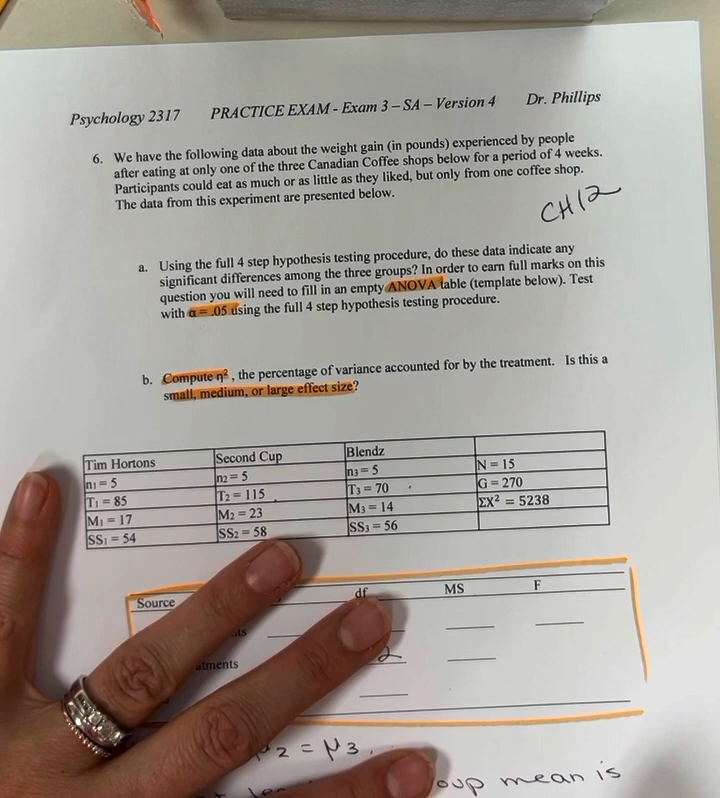 Psychology 2317 PRACTICE EXAM - Exam 3 – SA – Version 4 Dr. Phillips
6. We have the following data about the weight gain (in pounds) experienced by people
after eating at only one of the three Canadian Coffee shops below for a period of 4 weeks.
Participants could eat as much or as little as they liked, but only from one coffee shop.
The data from this experiment are presented below.
CH12
a. Using the full 4 step hypothesis testing procedure, do these data indicate any
significant differences among the three groups? In order to earn full marks on this
question you will need to fill in an empty ANOVA table (template below). Test
with α = .05 using the full 4 step hypothesis testing procedure.
b. Compute η², the percentage of variance accounted for by the treatment. Is this a
small, medium, or large effect size?
Tim Hortons Second Cup Blendz
n1 = 5 n2 = 5 n3 = 5 N = 15
T1 = 85 T2 = 115 T3 = 70 G = 270
M1 = 17 M2 = 23 M3 = 14 ΣX² = 5238
SS1 = 54 SS2 = 58 SS3 = 56
Source df MS F
2
2 = μ3.
mean is